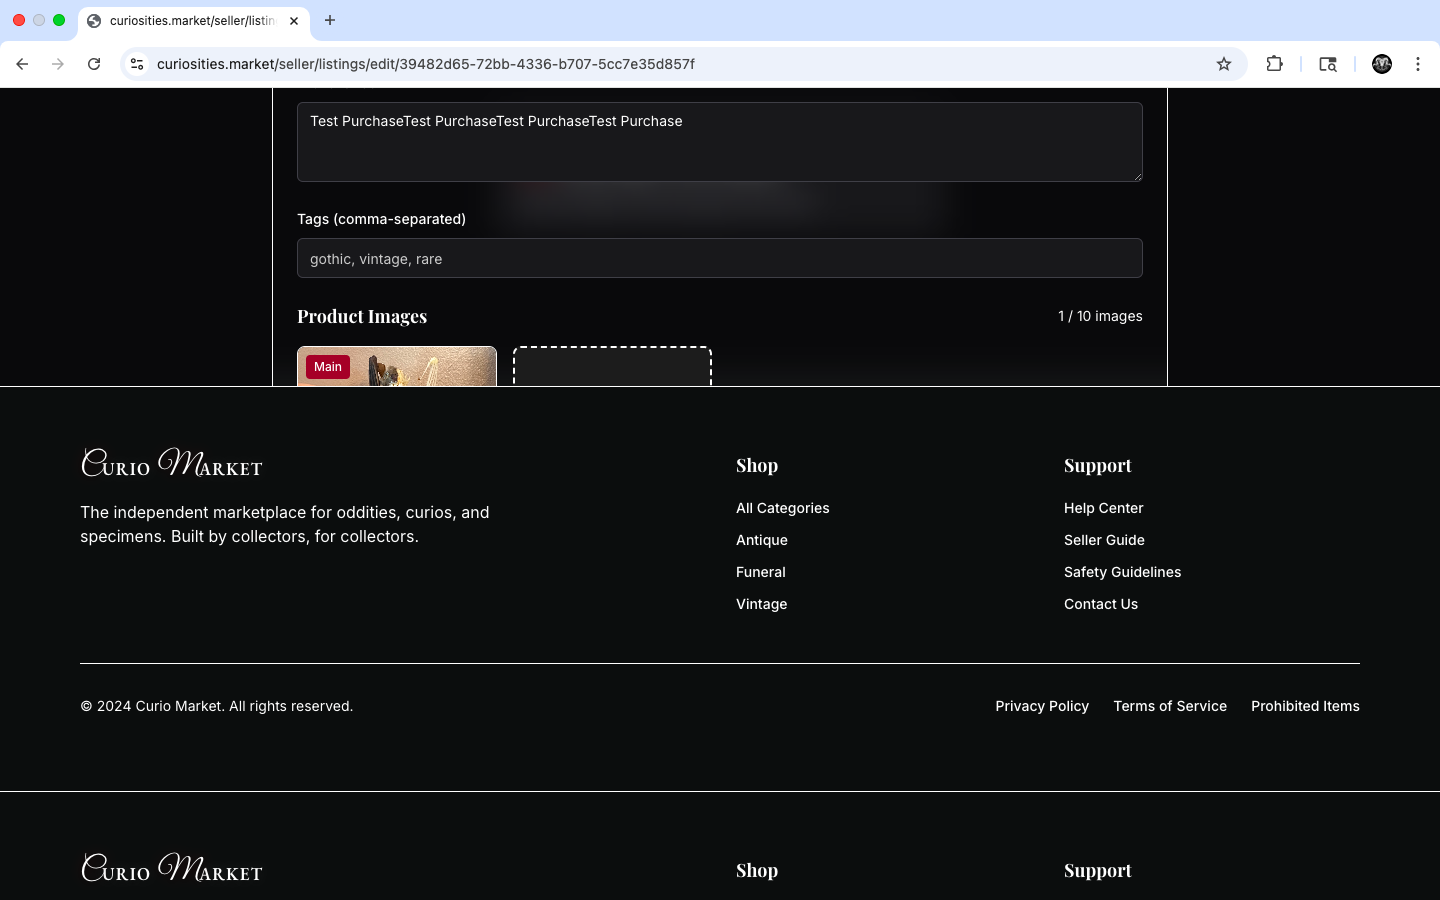 curiosities.market/seller/listin
curiosities.market/seller/listings/edit/39482d65-72bb-4336-b707-5cc7e35d857f
Test PurchaseTest PurchaseTest PurchaseTest Purchase
Tags (comma-separated)
gothic, vintage, rare
Product Images
1 / 10 images
Main
Curio Market
The independent marketplace for oddities, curios, and
specimens. Built by collectors, for collectors.
Shop
All Categories
Antique
Funeral
Vintage
Support
Help Center
Seller Guide
Safety Guidelines
Contact Us
© 2024 Curio Market. All rights reserved.
Privacy Policy
Terms of Service
Prohibited Items
Curio Market
Shop
Support